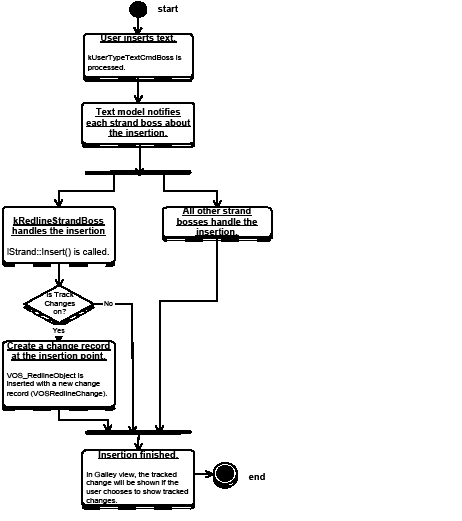 start
User inserts text.
kUserTypeTextCmdBoss is
processed.
Text model notifies
each strand boss about
the insertion.
kRedlineStrandBoss
handles the insertion
IStrand::Insert() is called.
All other strand
bosses handle the
insertion.
Is Track
Changes
on?
No
Yes
Create a change record
at the insertion point.
VOS_RedlineObject is
inserted with a new change
record (VOSRedlineChange).
Insertion finished.
In Galley view, the tracked
change will be shown if the
user chooses to show tracked
changes.
end